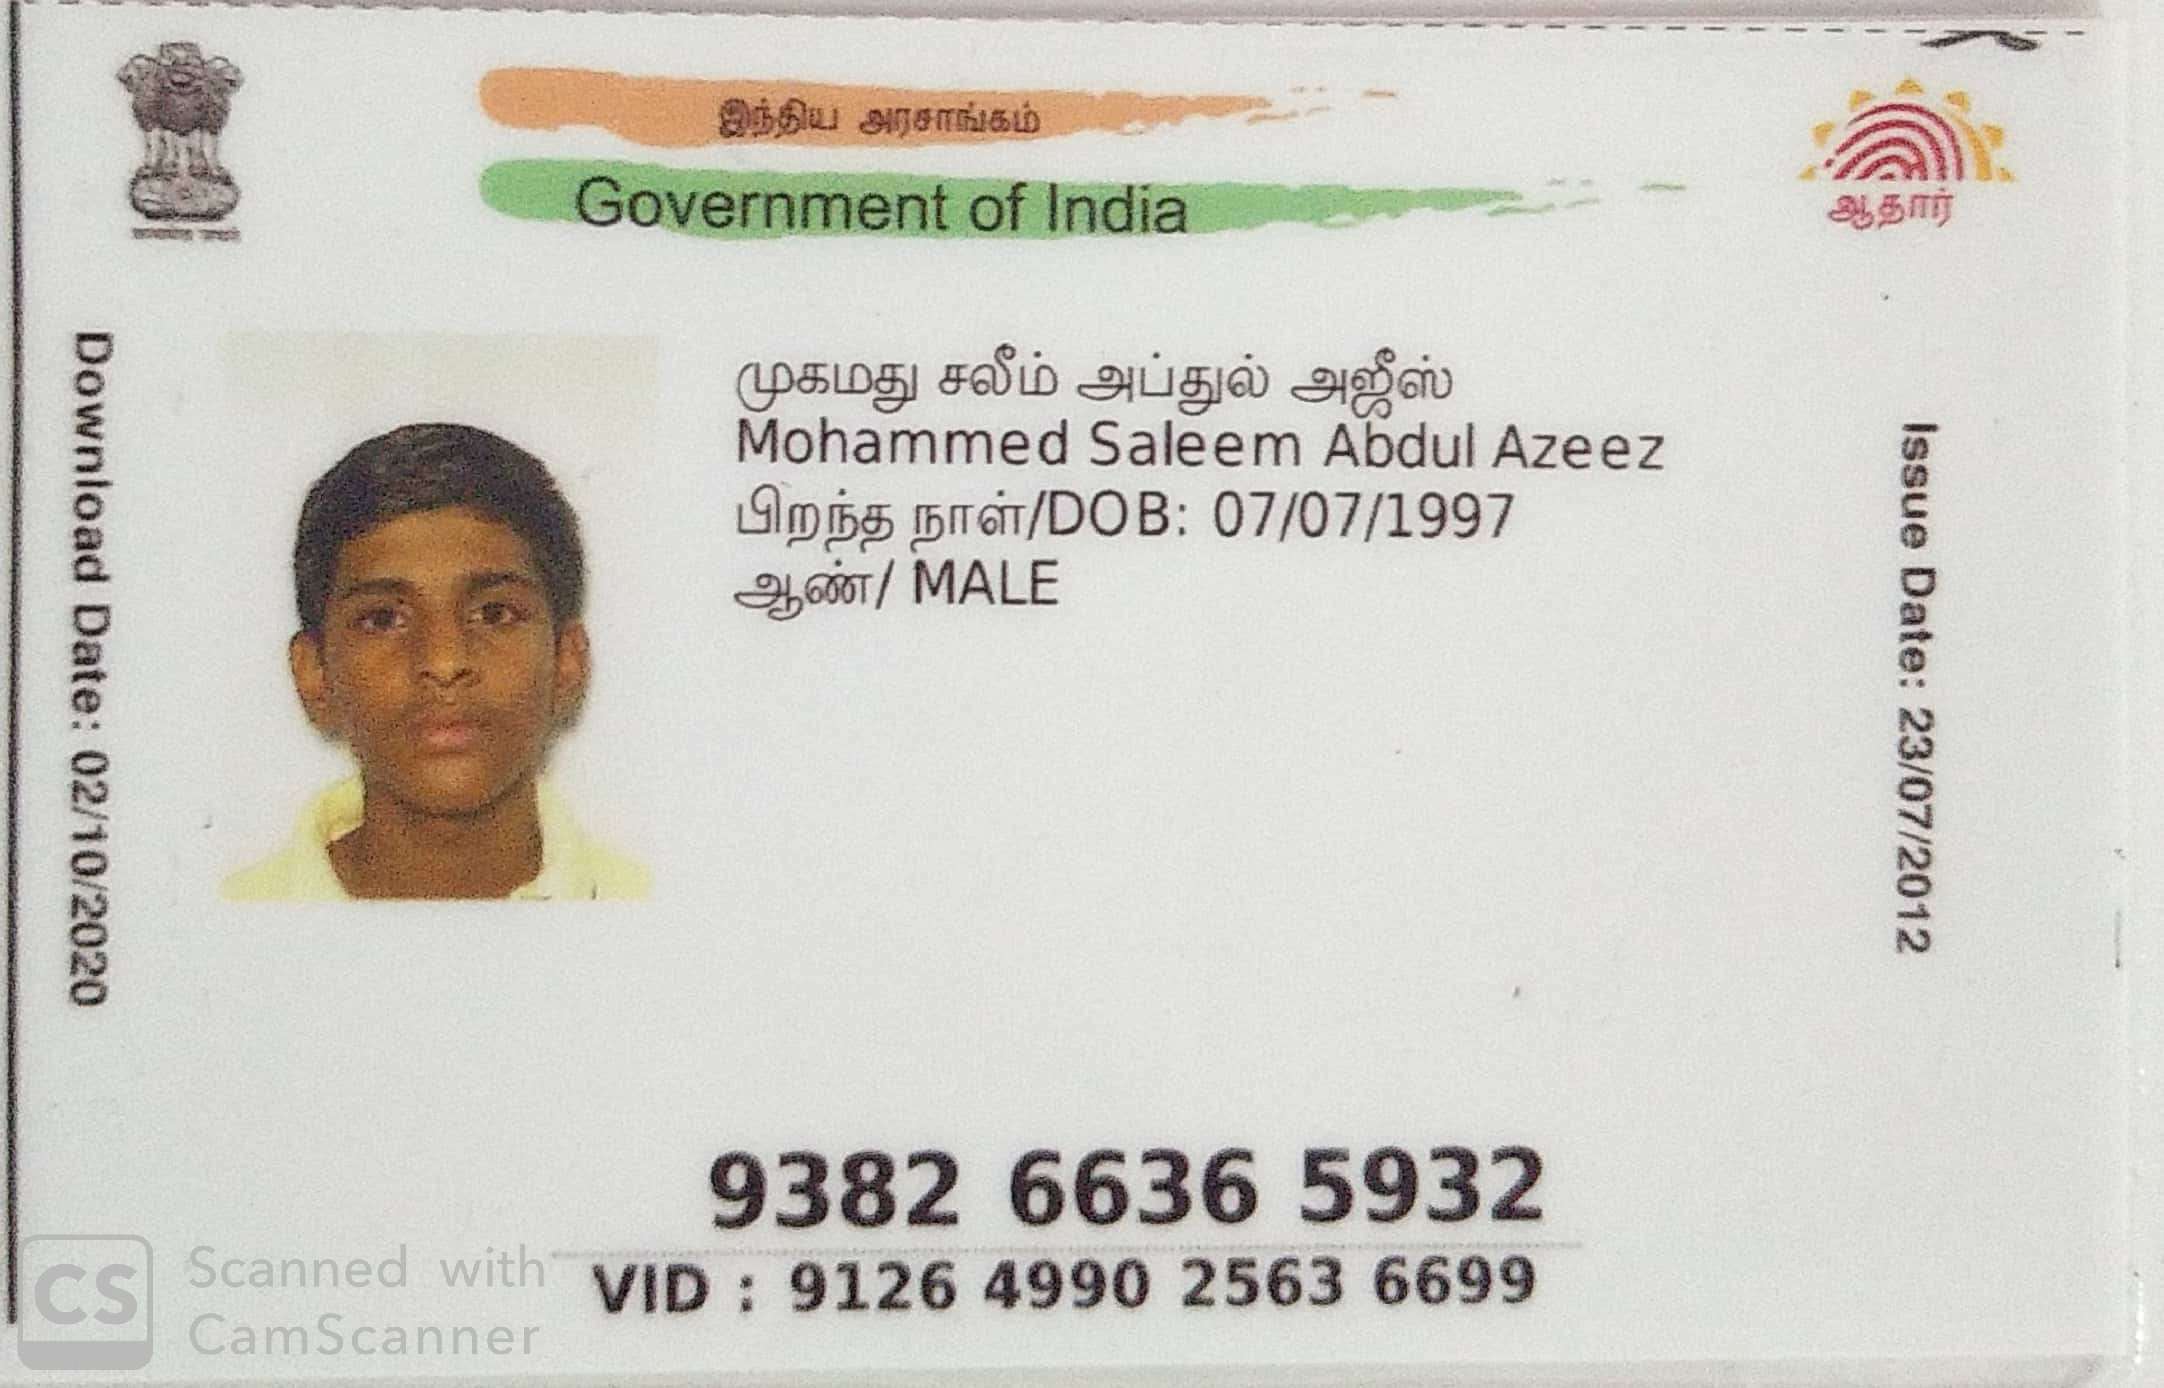 இந்திய அரசாங்கம்
Government of India
ஆதார்
Download Date: 02/10/2020
முகமது சலீம் அப்துல் அஜீஸ்
Mohammed Saleem Abdul Azeez
பிறந்த நாள்/DOB: 07/07/1997
ஆண்/ MALE
Issue Date: 23/07/2012
9382 6636 5932
VID : 9126 4990 2563 6699
CS
Scanned with
CamScanner